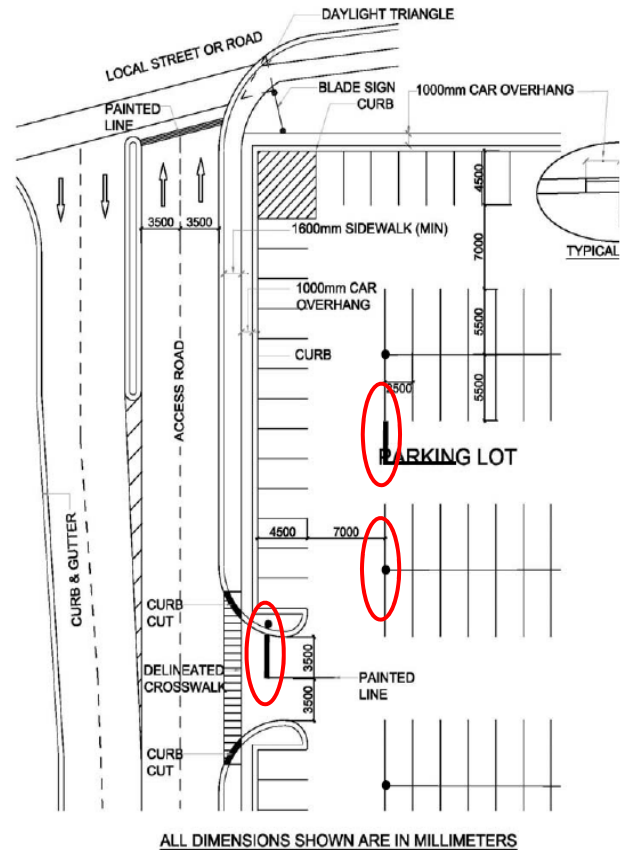 DAYLIGHT TRIANGLE
LOCAL STREET OR ROAD
BLADE SIGN
CURB
1000mm CAR OVERHANG
PAINTED
LINE
4500
3500 3500
1600mm SIDEWALK (MIN)
7000
TYPICAL
1000mm CAR
OVERHANG
5500
CURB
ACCESS ROAD
2500
5500
PARKING LOT
4500 7000
CURB & GUTTER
CURB
CUT
3500
DELINEATED
CROSSWALK
PAINTED
LINE
3500
CURB
CUT
ALL DIMENSIONS SHOWN ARE IN MILLIMETERS